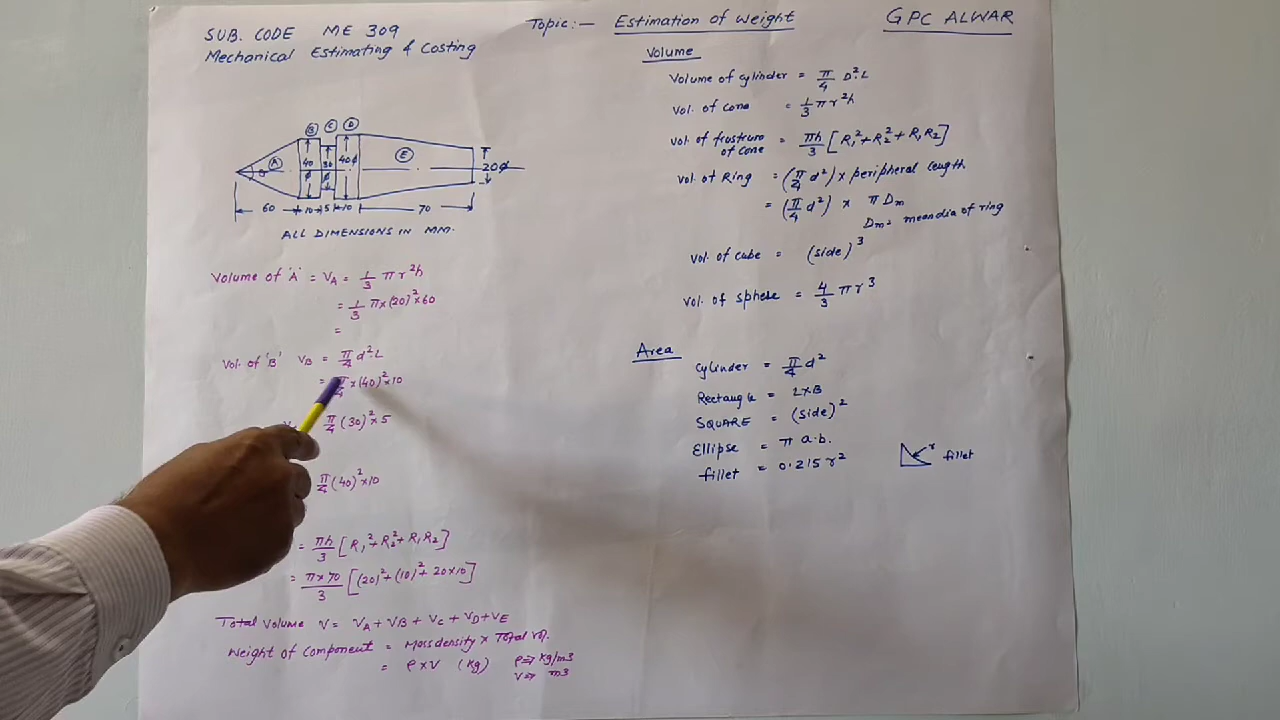 SUB. CODE ME 309
Mechanical Estimating & Costing
Topic:- Estimation of Weight
GPC ALWAR
B C D
A 40 φ 30 φ 40φ E 20φ
60 10 5 10 70
ALL DIMENSIONS IN MM.
Volume of 'A' = VA = 1/3 π r²h
= 1/3 π×(20)²×60
=
Vol. of 'B' VB = π/4 d²L
= π/4 ×(40)²×10
π/4 (30)²×5
π/4 (40)²×10
= πh/3 [R₁²+R₂²+R₁R₂]
= π×70/3 [(20)²+(10)²+20×10]
Total Volume V = VA + VB + VC + VD + VE
Weight of Component = Mass density × Total Vol.
= ρ×V (Kg) ρ⇒ Kg/m3
V⇒ m3
Volume
Volume of cylinder = π/4 D²L
Vol. of cone = 1/3 π r²h
Vol. of frustrum of cone = πh/3 [R₁²+R₂²+R₁R₂]
Vol. of Ring = (π/4 d²) × peripheral length
= (π/4 d²) × π Dm
Dm = mean dia of ring
Vol. of cube = (side)³
Vol. of sphere = 4/3 π r³
Area
Cylinder = π/4 d²
Rectangle = L×B
SQUARE = (side)²
Ellipse = π a.b.
fillet = 0.215 r²
r fillet